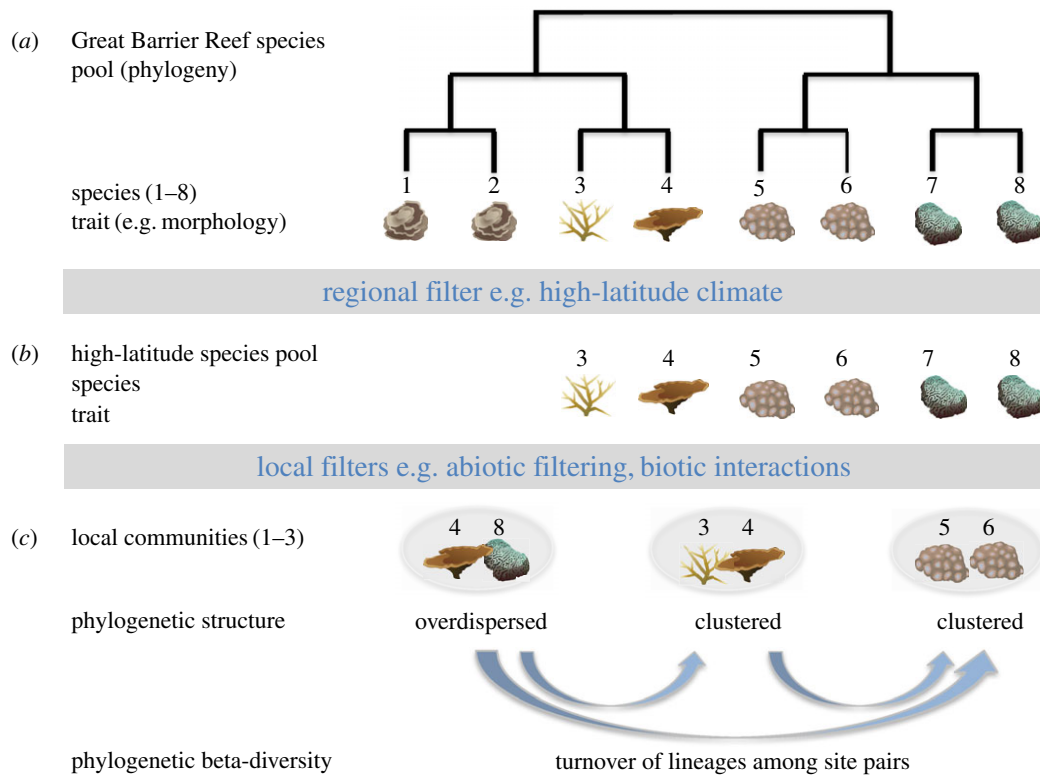 (a) Great Barrier Reef species
pool (phylogeny)
species (1–8)
trait (e.g. morphology)
1 2 3 4 5 6 7 8
regional filter e.g. high-latitude climate
(b) high-latitude species pool
species
trait
3 4 5 6 7 8
local filters e.g. abiotic filtering, biotic interactions
(c) local communities (1–3)
4 8 3 4 5 6
phylogenetic structure overdispersed clustered clustered
phylogenetic beta-diversity turnover of lineages among site pairs